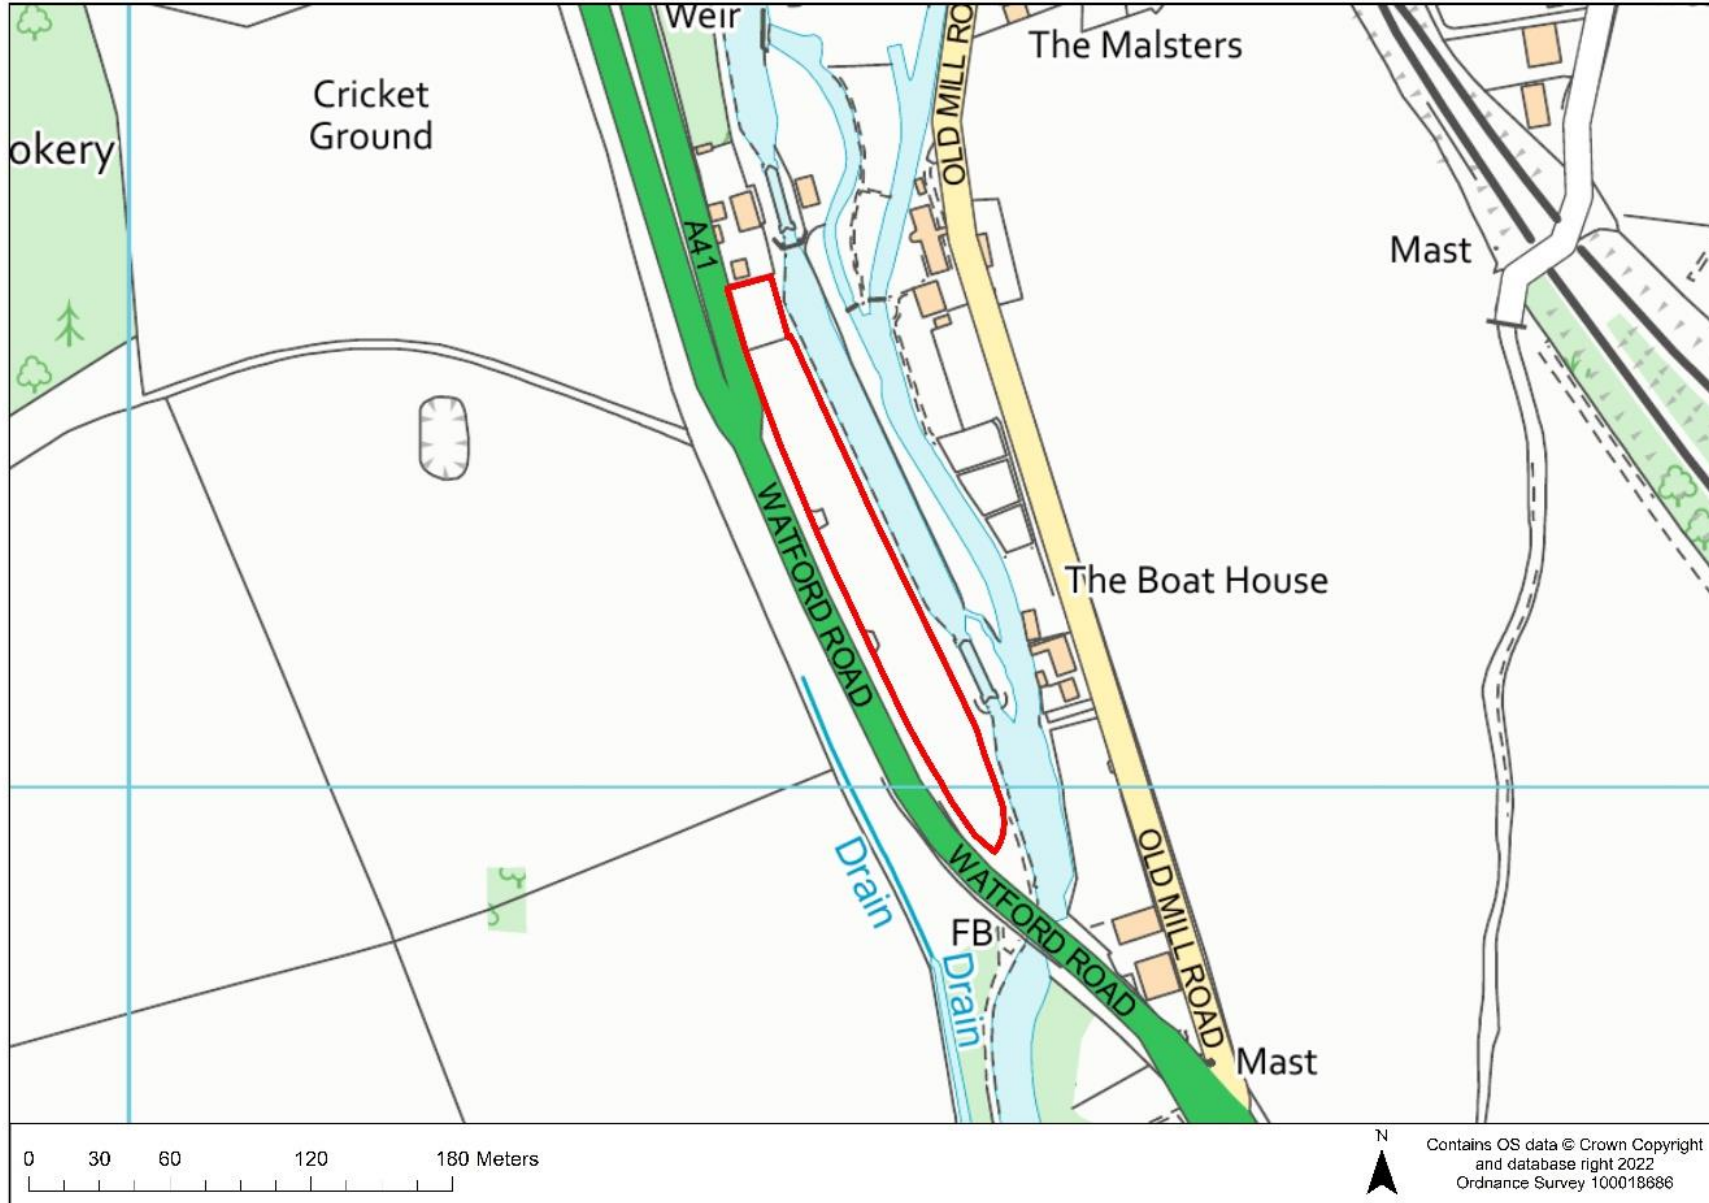 Weir
OLD MILL RO
The Malsters
Cricket
Ground
okery
A41
Mast
WATFORD ROAD
The Boat House
Drain
WATFORD ROAD
OLD MILL ROAD
FB
Drain
Mast
0 30 60 120 180 Meters
N
Contains OS data © Crown Copyright
and database right 2022
Ordnance Survey 100018686